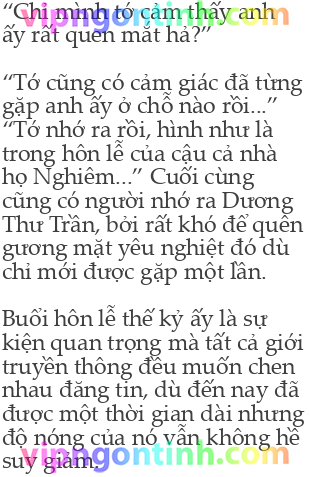 “Chỉ mình tớ cảm thấy anh
ấy rất quen mắt hả?”
“Tớ cũng có cảm giác đã từng
gặp anh ấy ở chỗ nào rồi...”
“Tớ nhớ ra rồi, hình như là
trong hôn lễ của cậu cả nhà
họ Nghiêm...” Cuối cùng
cũng có người nhớ ra Dương
Thư Trần, bởi rất khó để quên
gương mặt yêu nghiệt đó dù
chỉ mới được gặp một lần.
Buổi hôn lễ thế kỷ ấy là sự
kiện quan trọng mà tất cả giới
truyền thông đều muốn chen
nhau đăng tin, dù đến nay đã
được một thời gian dài nhưng
độ nóng của nó vẫn không hề
suy giảm.
vipngontinh.com
vipngontinh.com